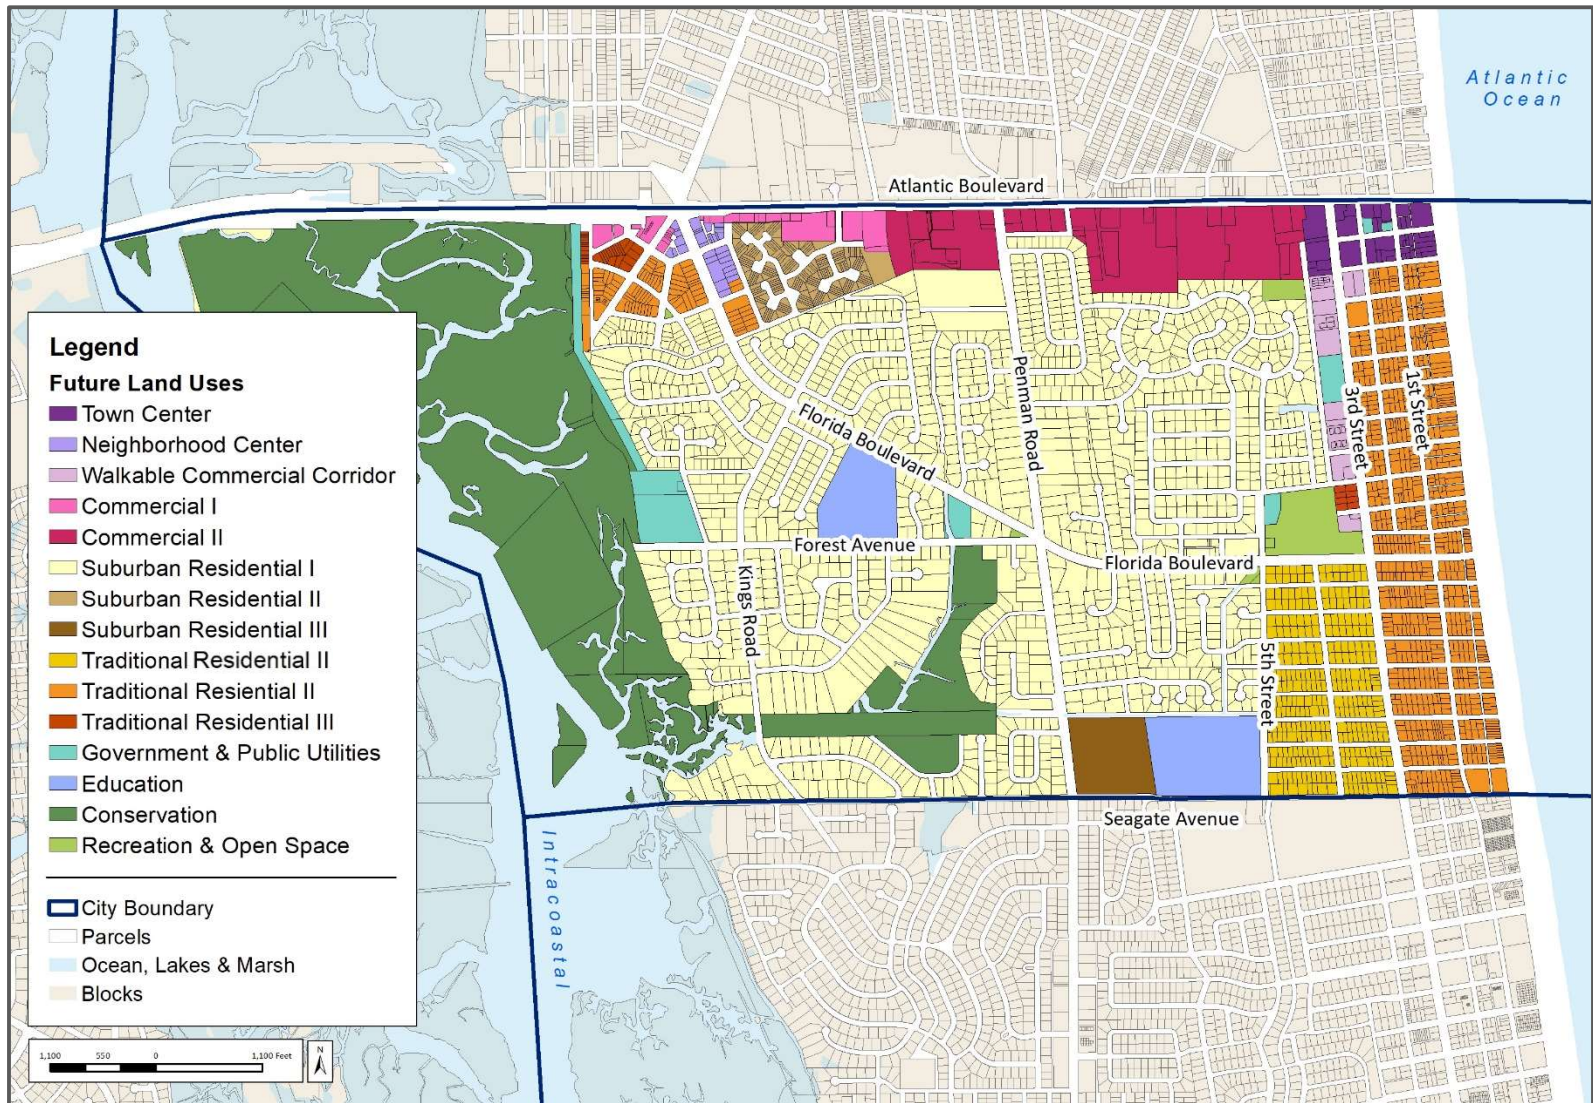 Atlantic
Ocean
Atlantic Boulevard
Legend
Future Land Uses
Town Center
Neighborhood Center
Walkable Commercial Corridor
Commercial I
Commercial II
Suburban Residential I
Suburban Residential II
Suburban Residential III
Traditional Residential II
Traditional Resiential II
Traditional Residential III
Government & Public Utilities
Education
Conservation
Recreation & Open Space
City Boundary
Parcels
Ocean, Lakes & Marsh
Blocks
1,100 550 0 1,100 Feet
N
Florida Boulevard
Penman Road
3rd Street
1st Street
Forest Avenue
Florida Boulevard
Kings Road
5th Street
Seagate Avenue
Intracoastal